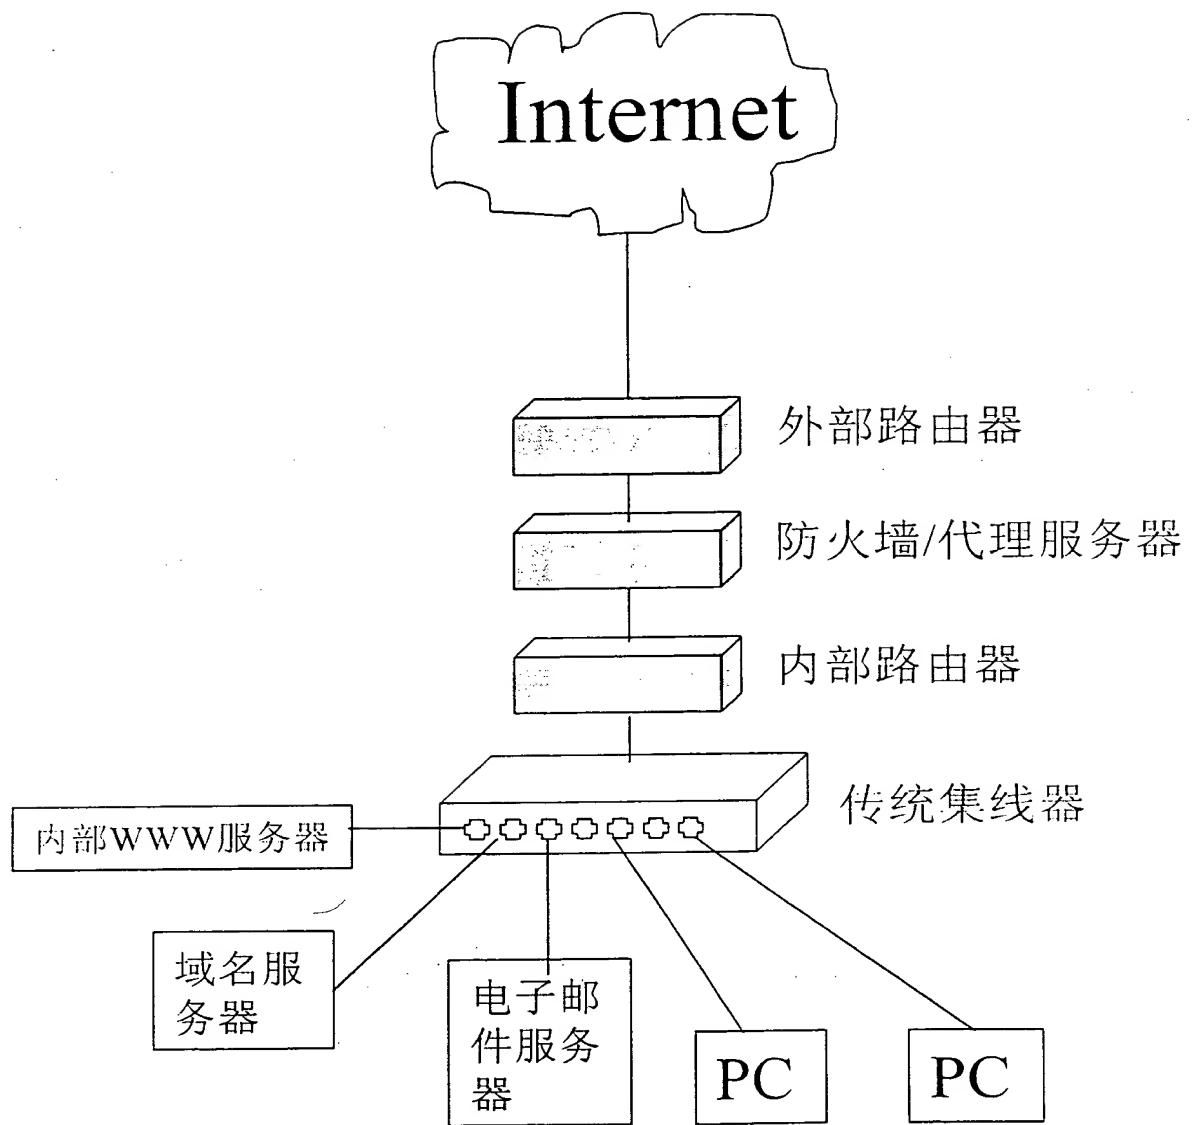 Internet
外部路由器
防火墙/代理服务器
内部路由器
传统集线器
内部WWW服务器
域名服
务器
电子邮
件服务
器
PC
PC